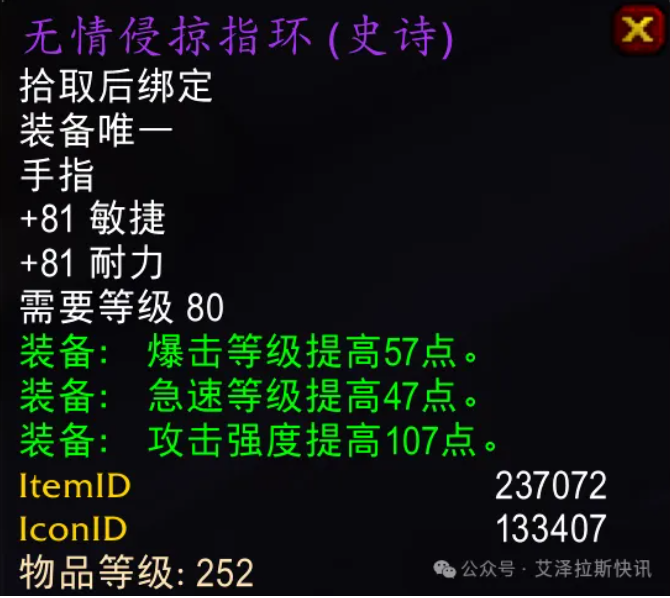 无情侵掠指环 (史诗)
拾取后绑定
装备唯一
手指
+81 敏捷
+81 耐力
需要等级 80
装备: 爆击等级提高57点。
装备: 急速等级提高47点。
装备: 攻击强度提高107点。
ItemID 237072
IconID 133407
物品等级: 252
公众号 · 艾泽拉斯快讯